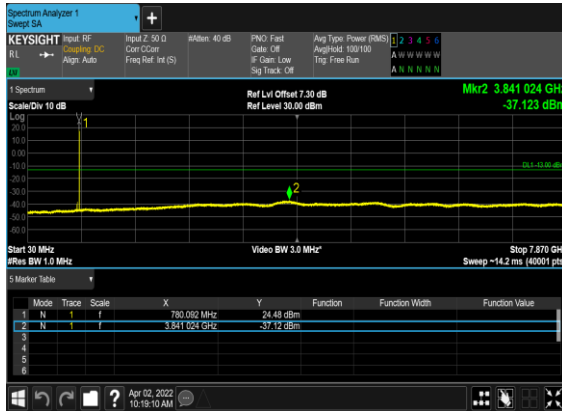 Spectrum Analyzer 1
Swept SA
+
KEYSIGHT Input: RF Input Z: 50 Ω #Atten: 40 dB PNO: Fast Avg Type: Power (RMS) 1 2 3 4 5 6
RL Coupling: DC Corr CCorr Gate: Off Avg|Hold: 100/100 A W W W W W
Align: Auto Freq Ref: Int (S) IF Gain: Low Trig: Free Run
Sig Track: Off A N N N N N
1 Spectrum Ref Lvl Offset 7.30 dB Mkr2 3.841 024 GHz
Scale/Div 10 dB Ref Level 30.00 dBm -37.123 dBm
Log
20.0
10.0
0.00
-10.0
-20.0
-30.0
-40.0
-50.0
-60.0
1
DL1 -13.00 dBm
2
Start 30 MHz Video BW 3.0 MHz* Stop 7.870 GHz
#Res BW 1.0 MHz Sweep ~14.2 ms (40001 pts)
5 Marker Table
Mode Trace Scale X Y Function Function Width Function Value
1 N 1 f 780.092 MHz 24.48 dBm
2 N 1 f 3.841 024 GHz -37.12 dBm
3
4
5
6
? Apr 02, 2022
10:19:10 AM